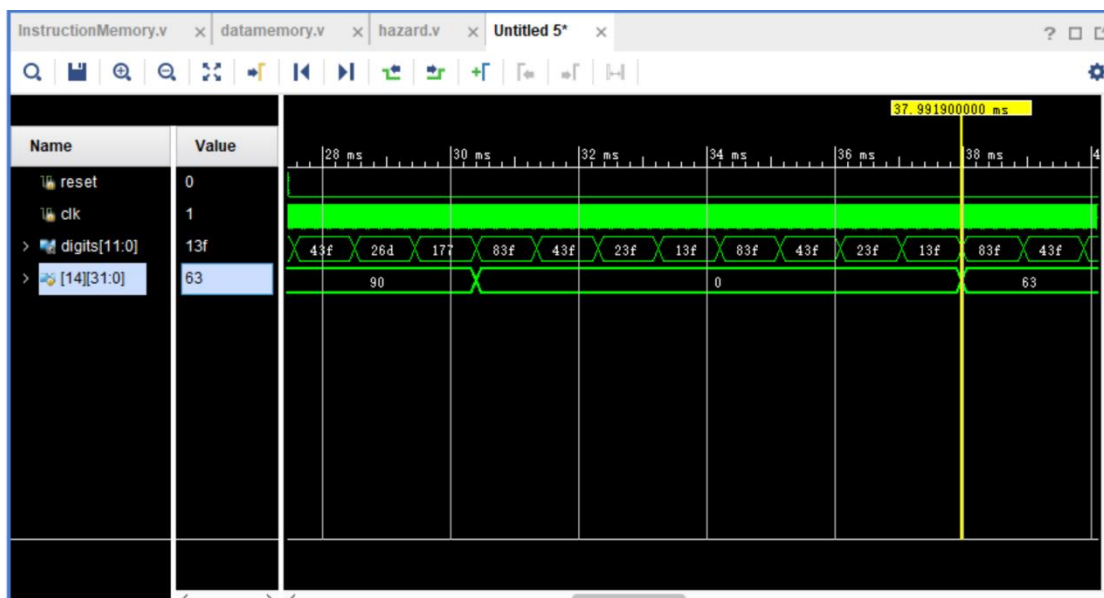 InstructionMemory.v × datamemory.v × hazard.v × Untitled 5* ×
37.991900000 ms
Name Value
28 ms 30 ms 32 ms 34 ms 36 ms 38 ms 4
reset 0
clk 1
digits[11:0] 13f 43f 26d 177 83f 43f 23f 13f 83f 43f 23f 13f 83f 43f
[14][31:0] 63 90 0 63